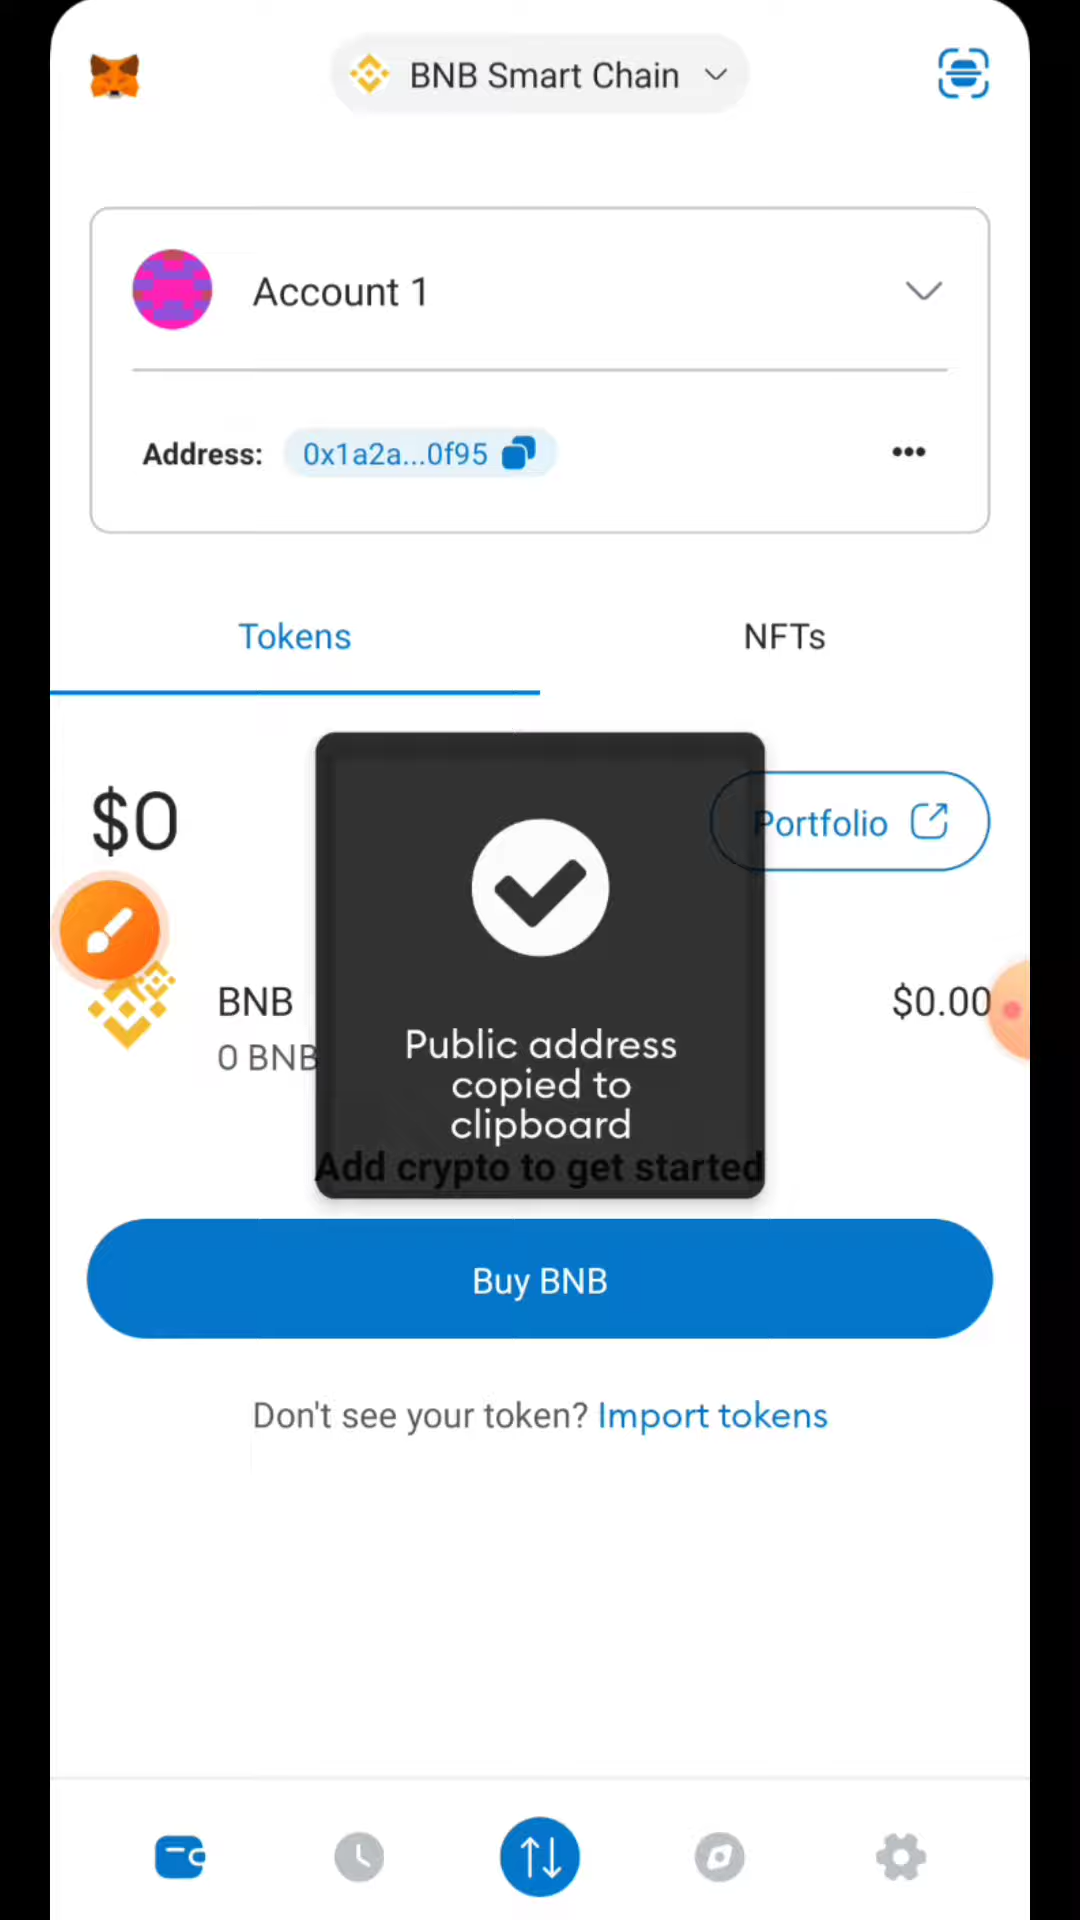 BNB Smart Chain
Account 1
Address: 0x1a2a...0f95
Tokens NFTs
$0
Portfolio
BNB
$0.00
0 BNB
Public address
copied to
clipboard
Add crypto to get started
Buy BNB
Don't see your token? Import tokens